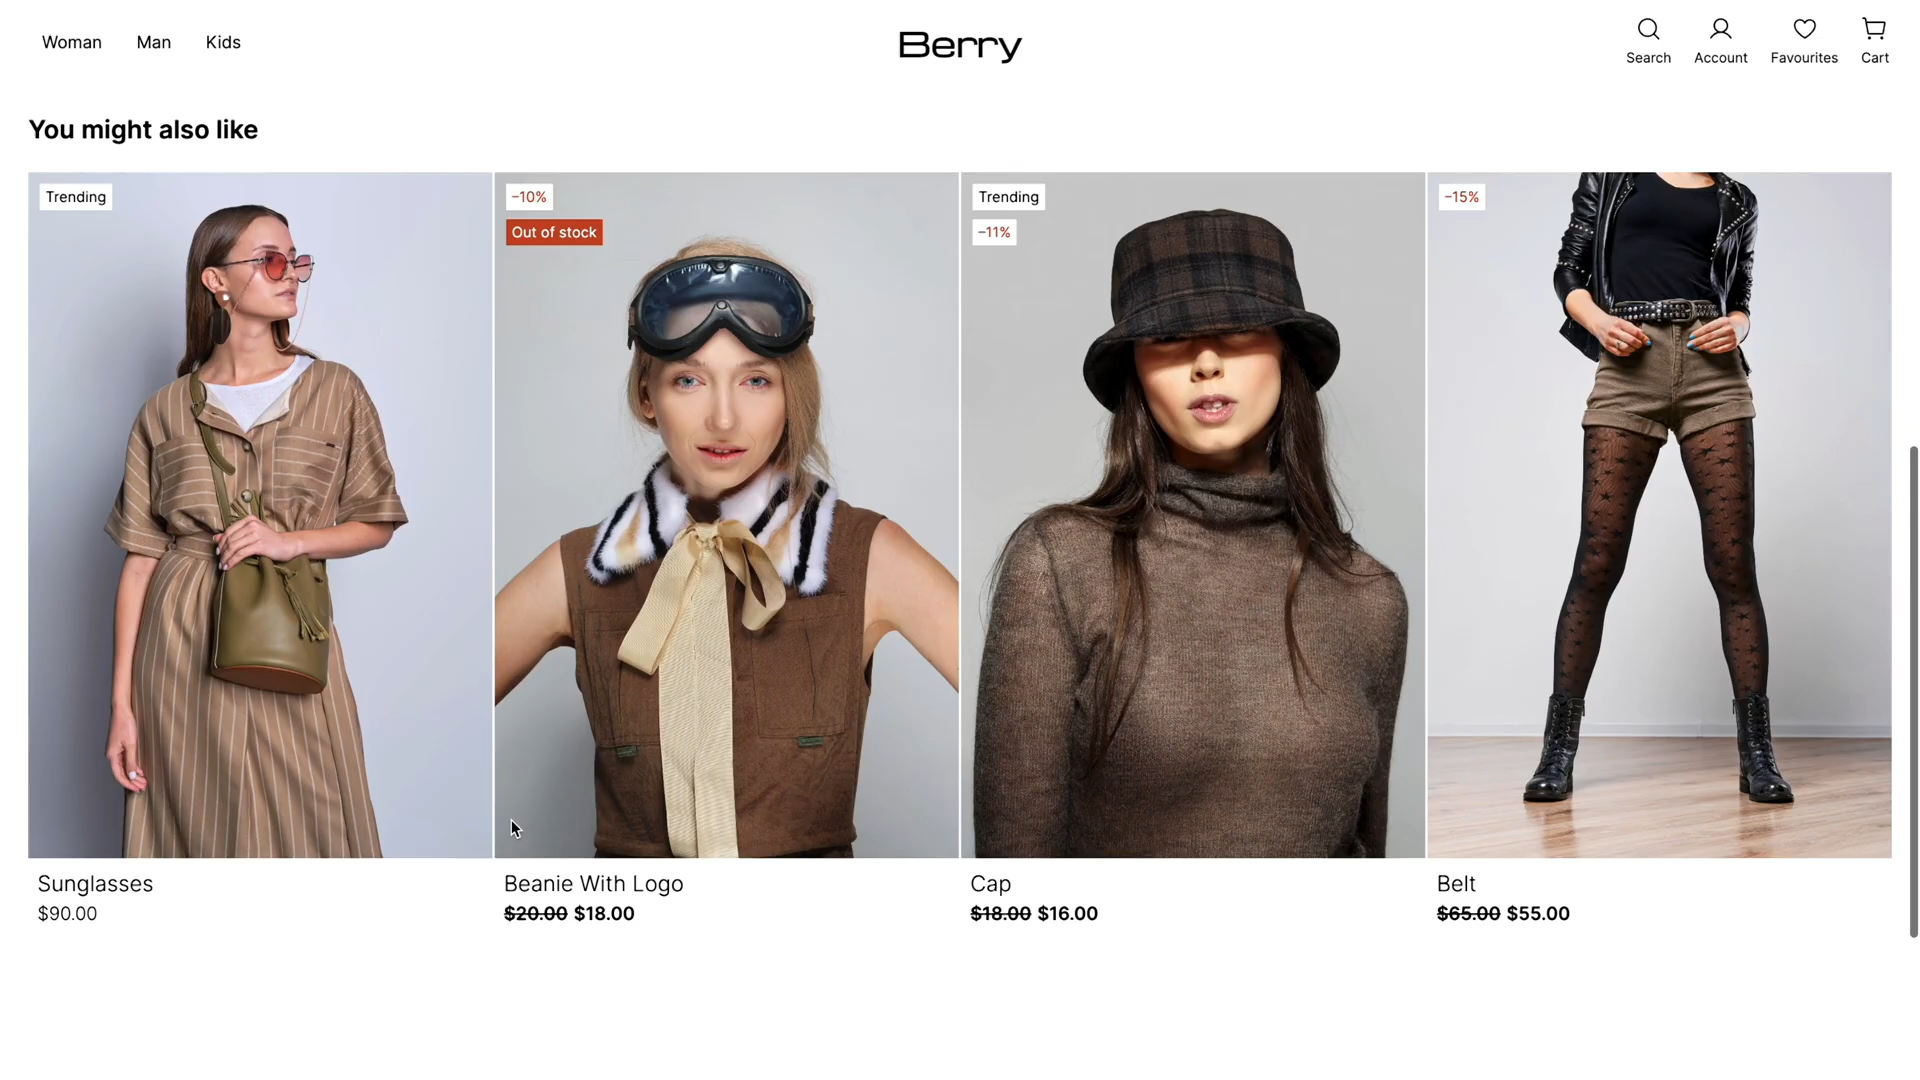 Woman Man Kids
Berry
Search Account Favourites Cart
You might also like
Trending
−10%
Out of stock
Trending
−11%
−15%
Sunglasses
$90.00
Beanie With Logo
$20.00 $18.00
Cap
$18.00 $16.00
Belt
$65.00 $55.00